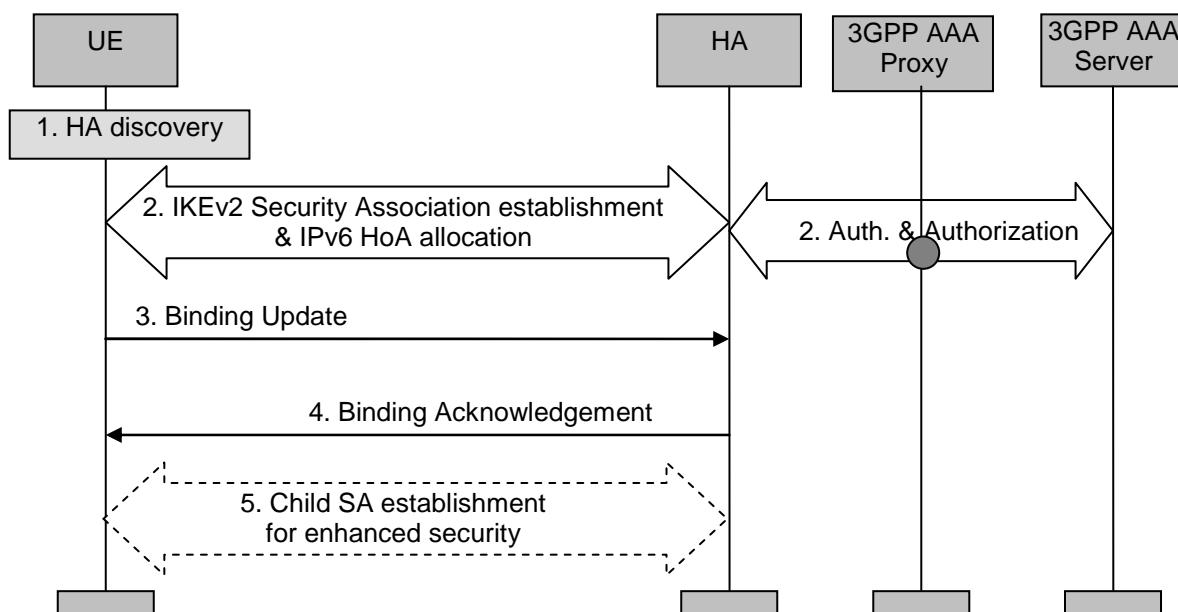 UE
HA
3GPP AAA
Proxy
3GPP AAA
Server
1. HA discovery
2. IKEv2 Security Association establishment
& IPv6 HoA allocation
2. Auth. & Authorization
3. Binding Update
4. Binding Acknowledgement
5. Child SA establishment
for enhanced security